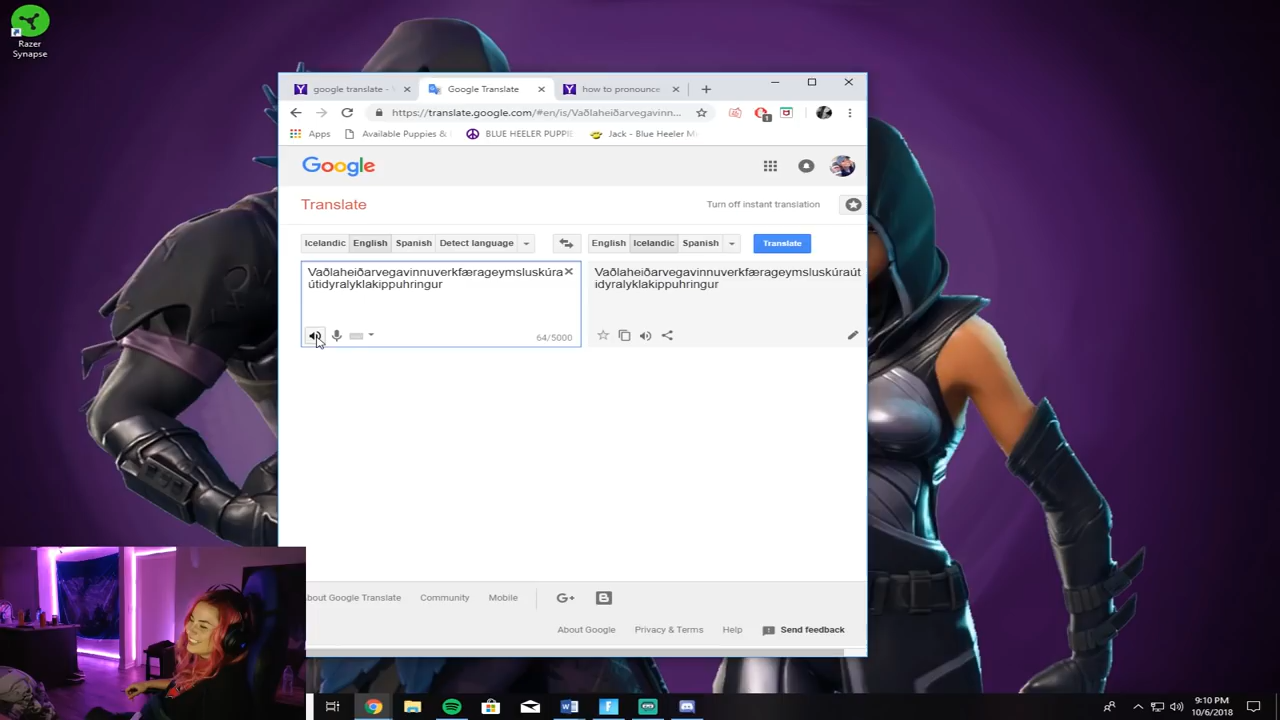 Razer
Synapse
google translate -
Google Translate
how to pronounce
https://translate.google.com/#en/is/Vaðlaheiðarvegavinn...
1
Apps
Available Puppies &
BLUE HEELER PUPPIE
Jack - Blue Heeler M
Google
Translate
Turn off instant translation
Icelandic English Spanish Detect language
English Icelandic Spanish
Translate
Vaðlaheiðarvegavinnuverkfærageymsluskúra
útidyralyklakippuhringur
64/5000
Vaðlaheiðarvegavinnuverkfærageymsluskúraút
idyralyklakippuhringur
bout Google Translate Community Mobile
G+
About Google Privacy & Terms Help Send feedback
9:10 PM
10/6/2018